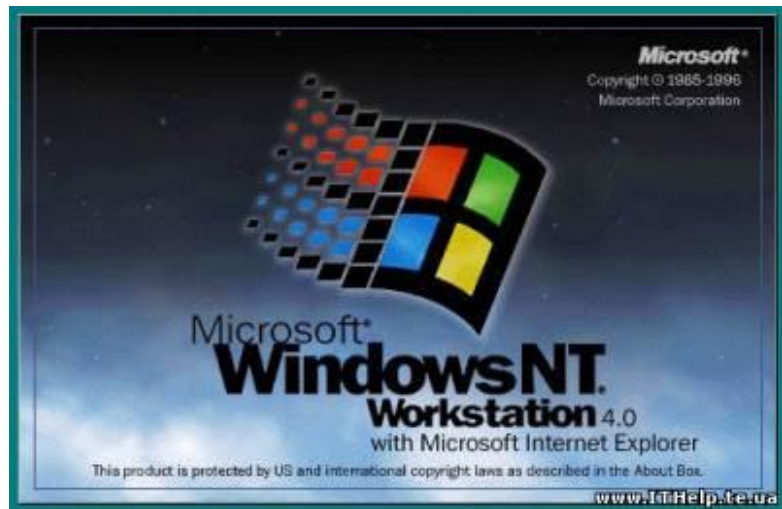 Microsoft®
Copyright © 1985-1996
Microsoft Corporation
Microsoft®
Windows NT.
Workstation 4.0
with Microsoft Internet Explorer
This product is protected by US and international copyright laws as described in the About Box.
www.ITHelp.te.ua